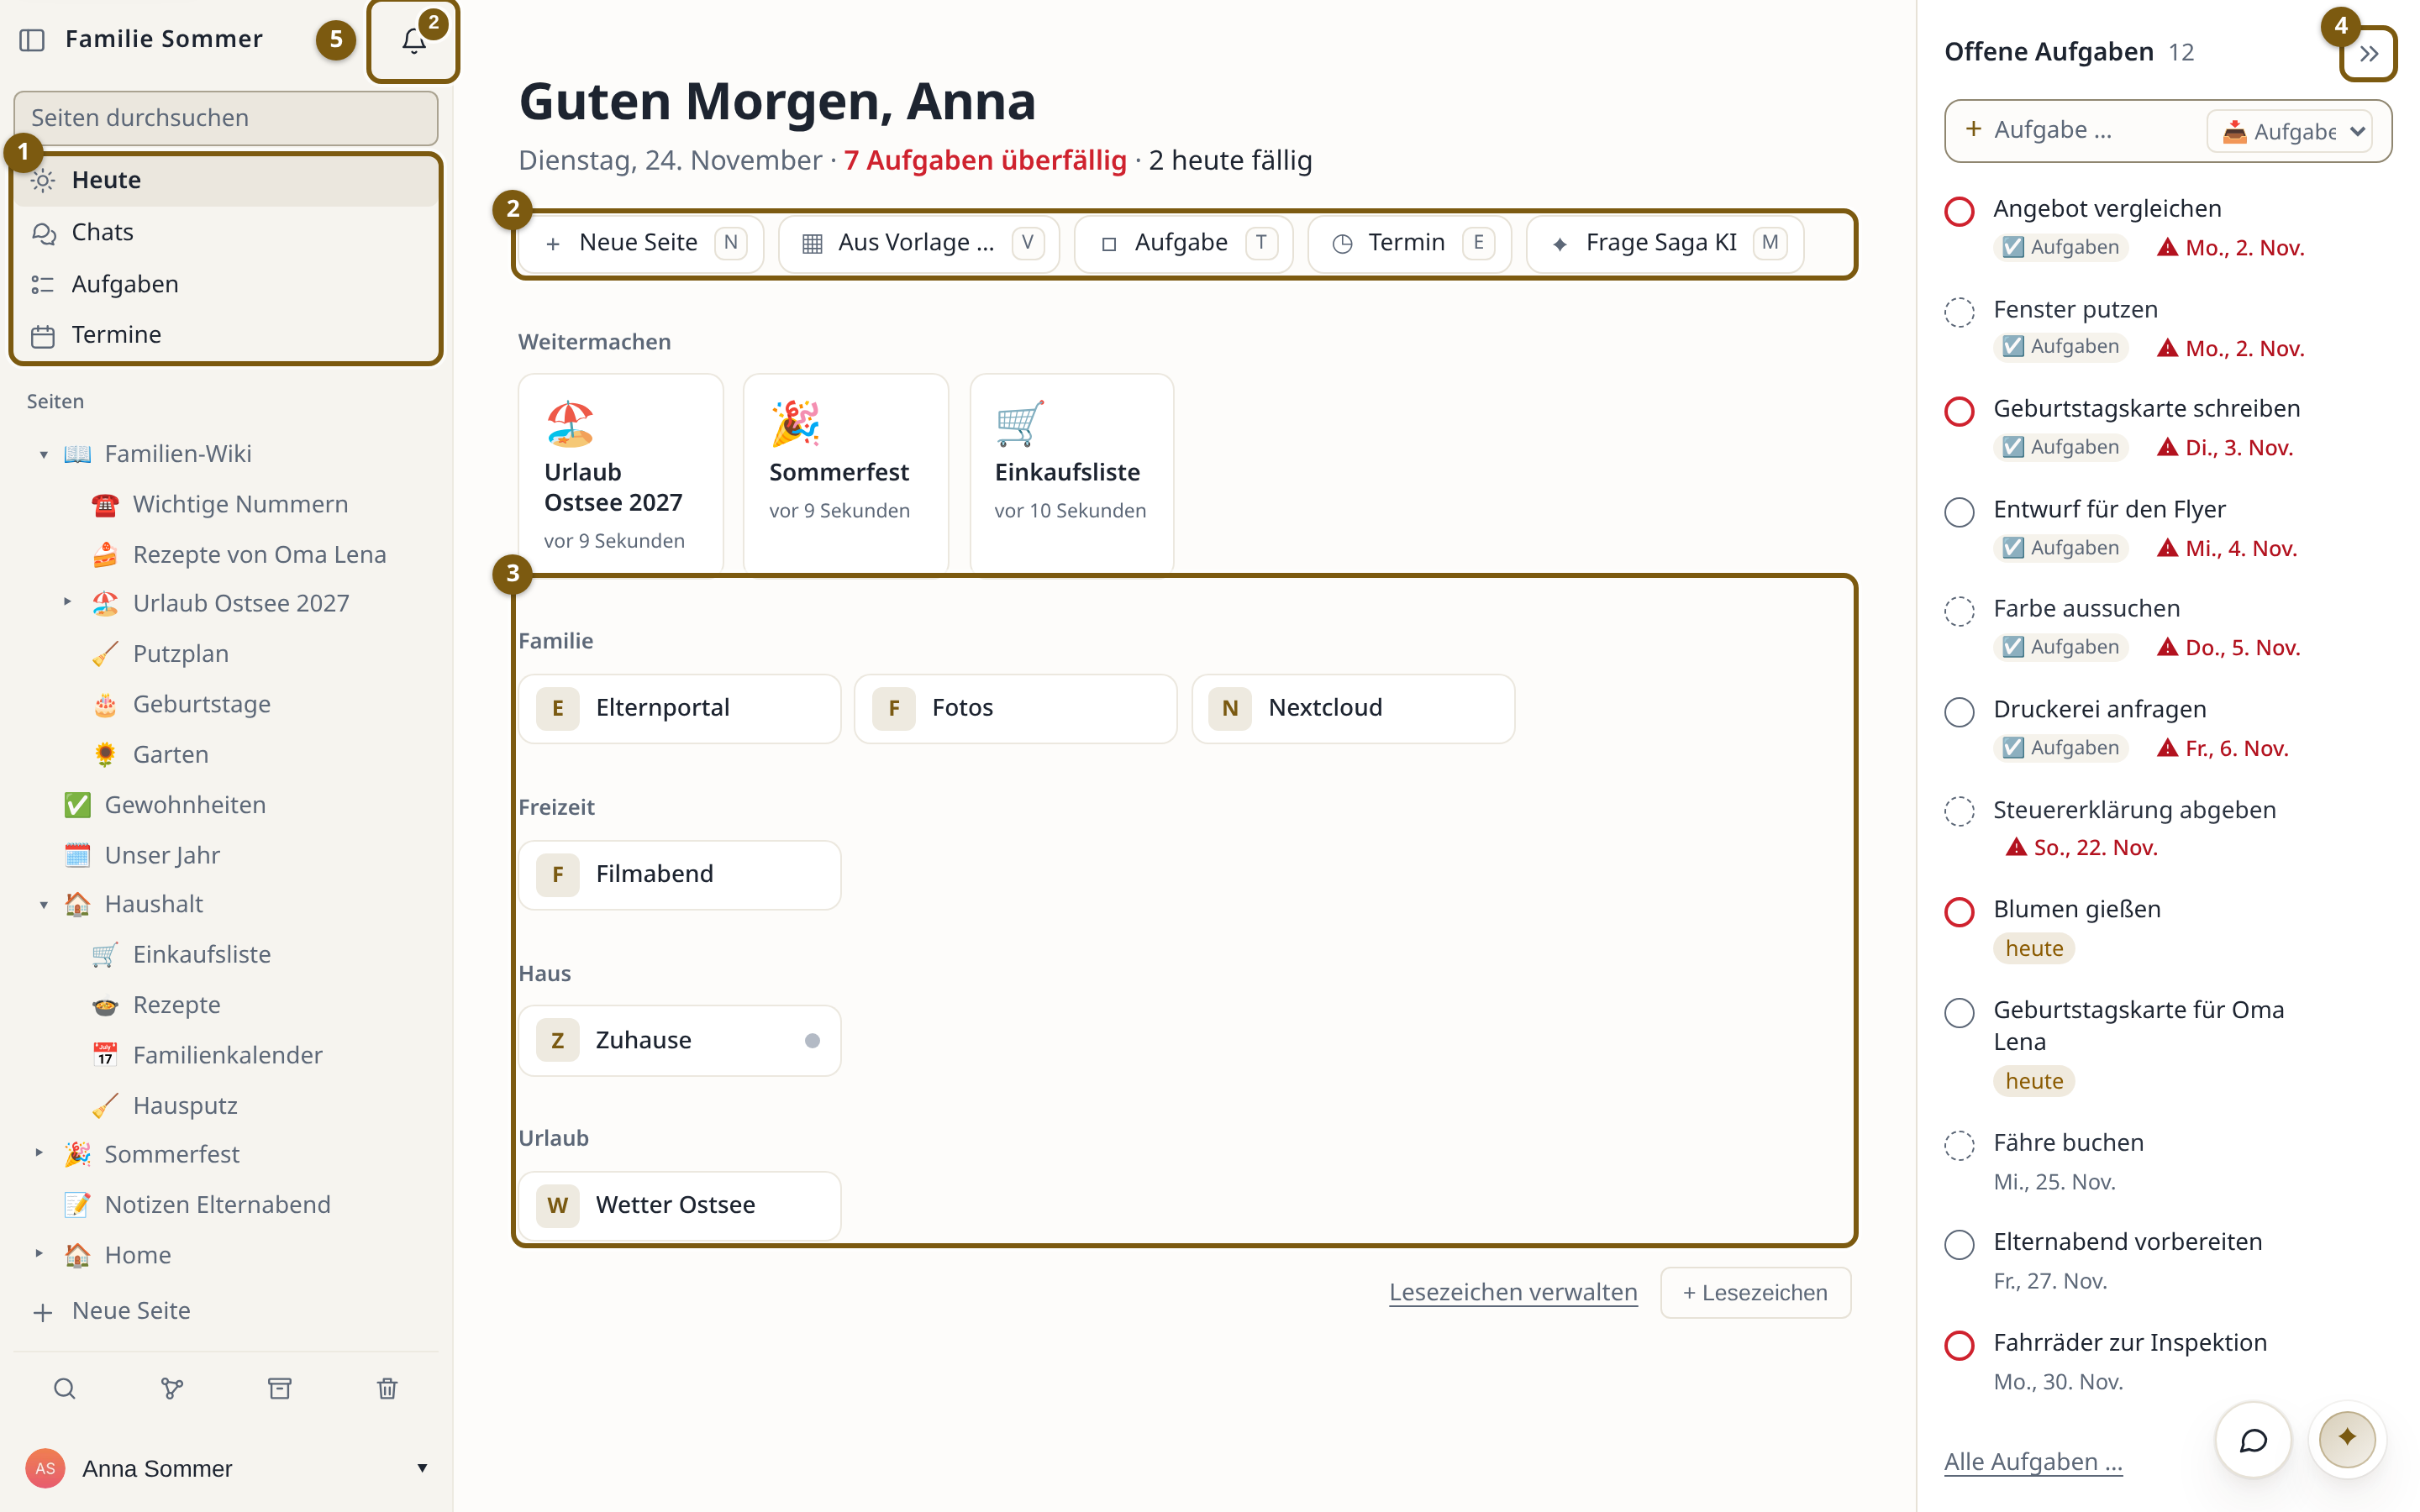 Familie Sommer
5
2
Seiten durchsuchen
1
Heute
Chats
Aufgaben
Termine
Seiten
Familien-Wiki
Wichtige Nummern
Rezepte von Oma Lena
Urlaub Ostsee 2027
Putzplan
Geburtstage
Garten
Gewohnheiten
Unser Jahr
Haushalt
Einkaufsliste
Rezepte
Familienkalender
Hausputz
Sommerfest
Notizen Elternabend
Home
+ Neue Seite
AS Anna Sommer
Guten Morgen, Anna
Dienstag, 24. November · 7 Aufgaben überfällig · 2 heute fällig
2
+ Neue Seite N
Aus Vorlage ... V
Aufgabe T
Termin E
Frage Saga KI M
Weitermachen
Urlaub
Ostsee 2027
vor 9 Sekunden
Sommerfest
vor 9 Sekunden
Einkaufsliste
vor 10 Sekunden
3
Familie
E Elternportal
F Fotos
N Nextcloud
Freizeit
F Filmabend
Haus
Z Zuhause
Urlaub
W Wetter Ostsee
Lesezeichen verwalten
+ Lesezeichen
Offene Aufgaben 12
4
+ Aufgabe ...
Aufgabe
Angebot vergleichen
Aufgaben Mo., 2. Nov.
Fenster putzen
Aufgaben Mo., 2. Nov.
Geburtstagskarte schreiben
Aufgaben Di., 3. Nov.
Entwurf für den Flyer
Aufgaben Mi., 4. Nov.
Farbe aussuchen
Aufgaben Do., 5. Nov.
Druckerei anfragen
Aufgaben Fr., 6. Nov.
Steuererklärung abgeben
So., 22. Nov.
Blumen gießen
heute
Geburtstagskarte für Oma
Lena
heute
Fähre buchen
Mi., 25. Nov.
Elternabend vorbereiten
Fr., 27. Nov.
Fahrräder zur Inspektion
Mo., 30. Nov.
Alle Aufgaben ...